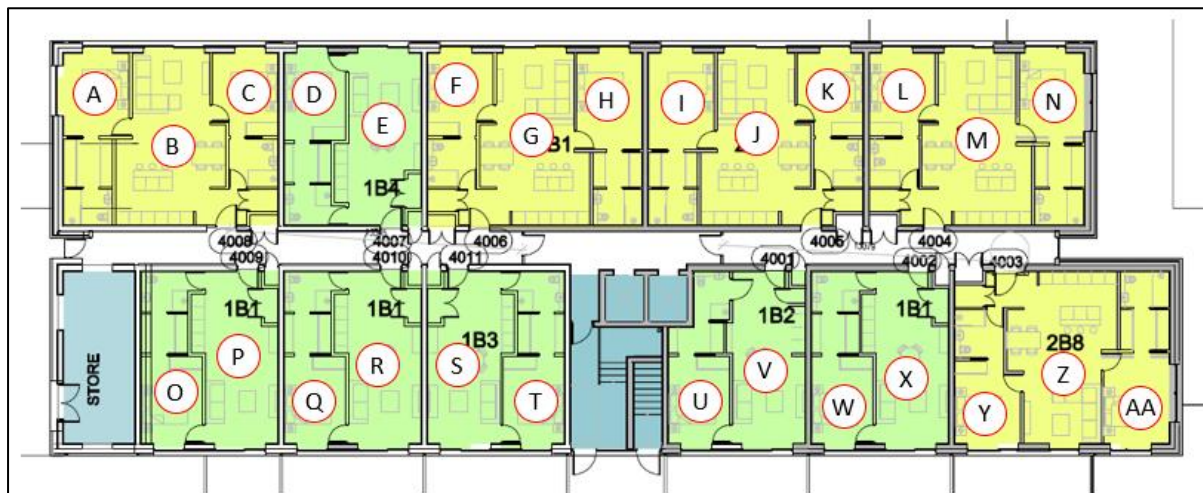 A
B
C
D
E
F
G
H
I
J
K
L
M
N
1B4
B1
2
4008
4007
4006
4005
4004
4009
4010
4011
4001
4002
4003
STORE
O
P
1B1
Q
R
1B1
S
1B3
T
U
V
1B2
W
X
1B1
Y
Z
2B8
AA